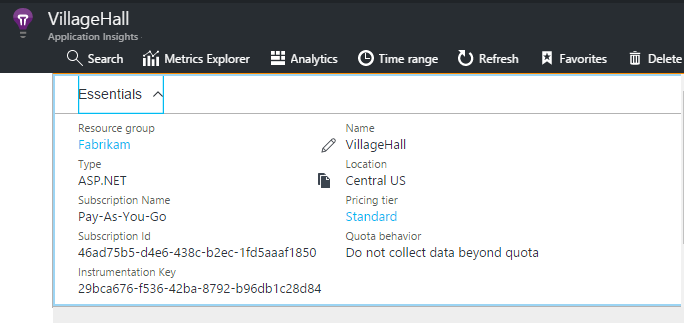 VillageHall
Application Insights
Search Metrics Explorer Analytics Time range Refresh Favorites Delete
Essentials
Resource group Name
Fabrikam VillageHall
Type Location
ASP.NET Central US
Subscription Name Pricing tier
Pay-As-You-Go Standard
Subscription Id Quota behavior
46ad75b5-d4e6-438c-b2ec-1fd5aaaf1850 Do not collect data beyond quota
Instrumentation Key
29bca676-f536-42ba-8792-b96db1c28d84